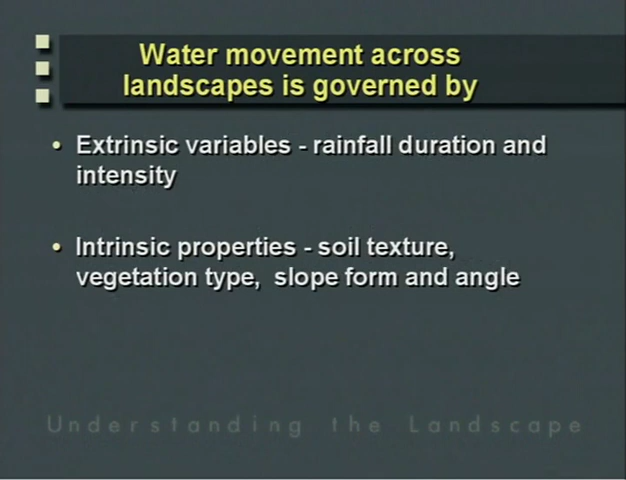 Water movement across
landscapes is governed by
• Extrinsic variables - rainfall duration and
intensity
• Intrinsic properties - soil texture,
vegetation type, slope form and angle
Understanding the Landscape